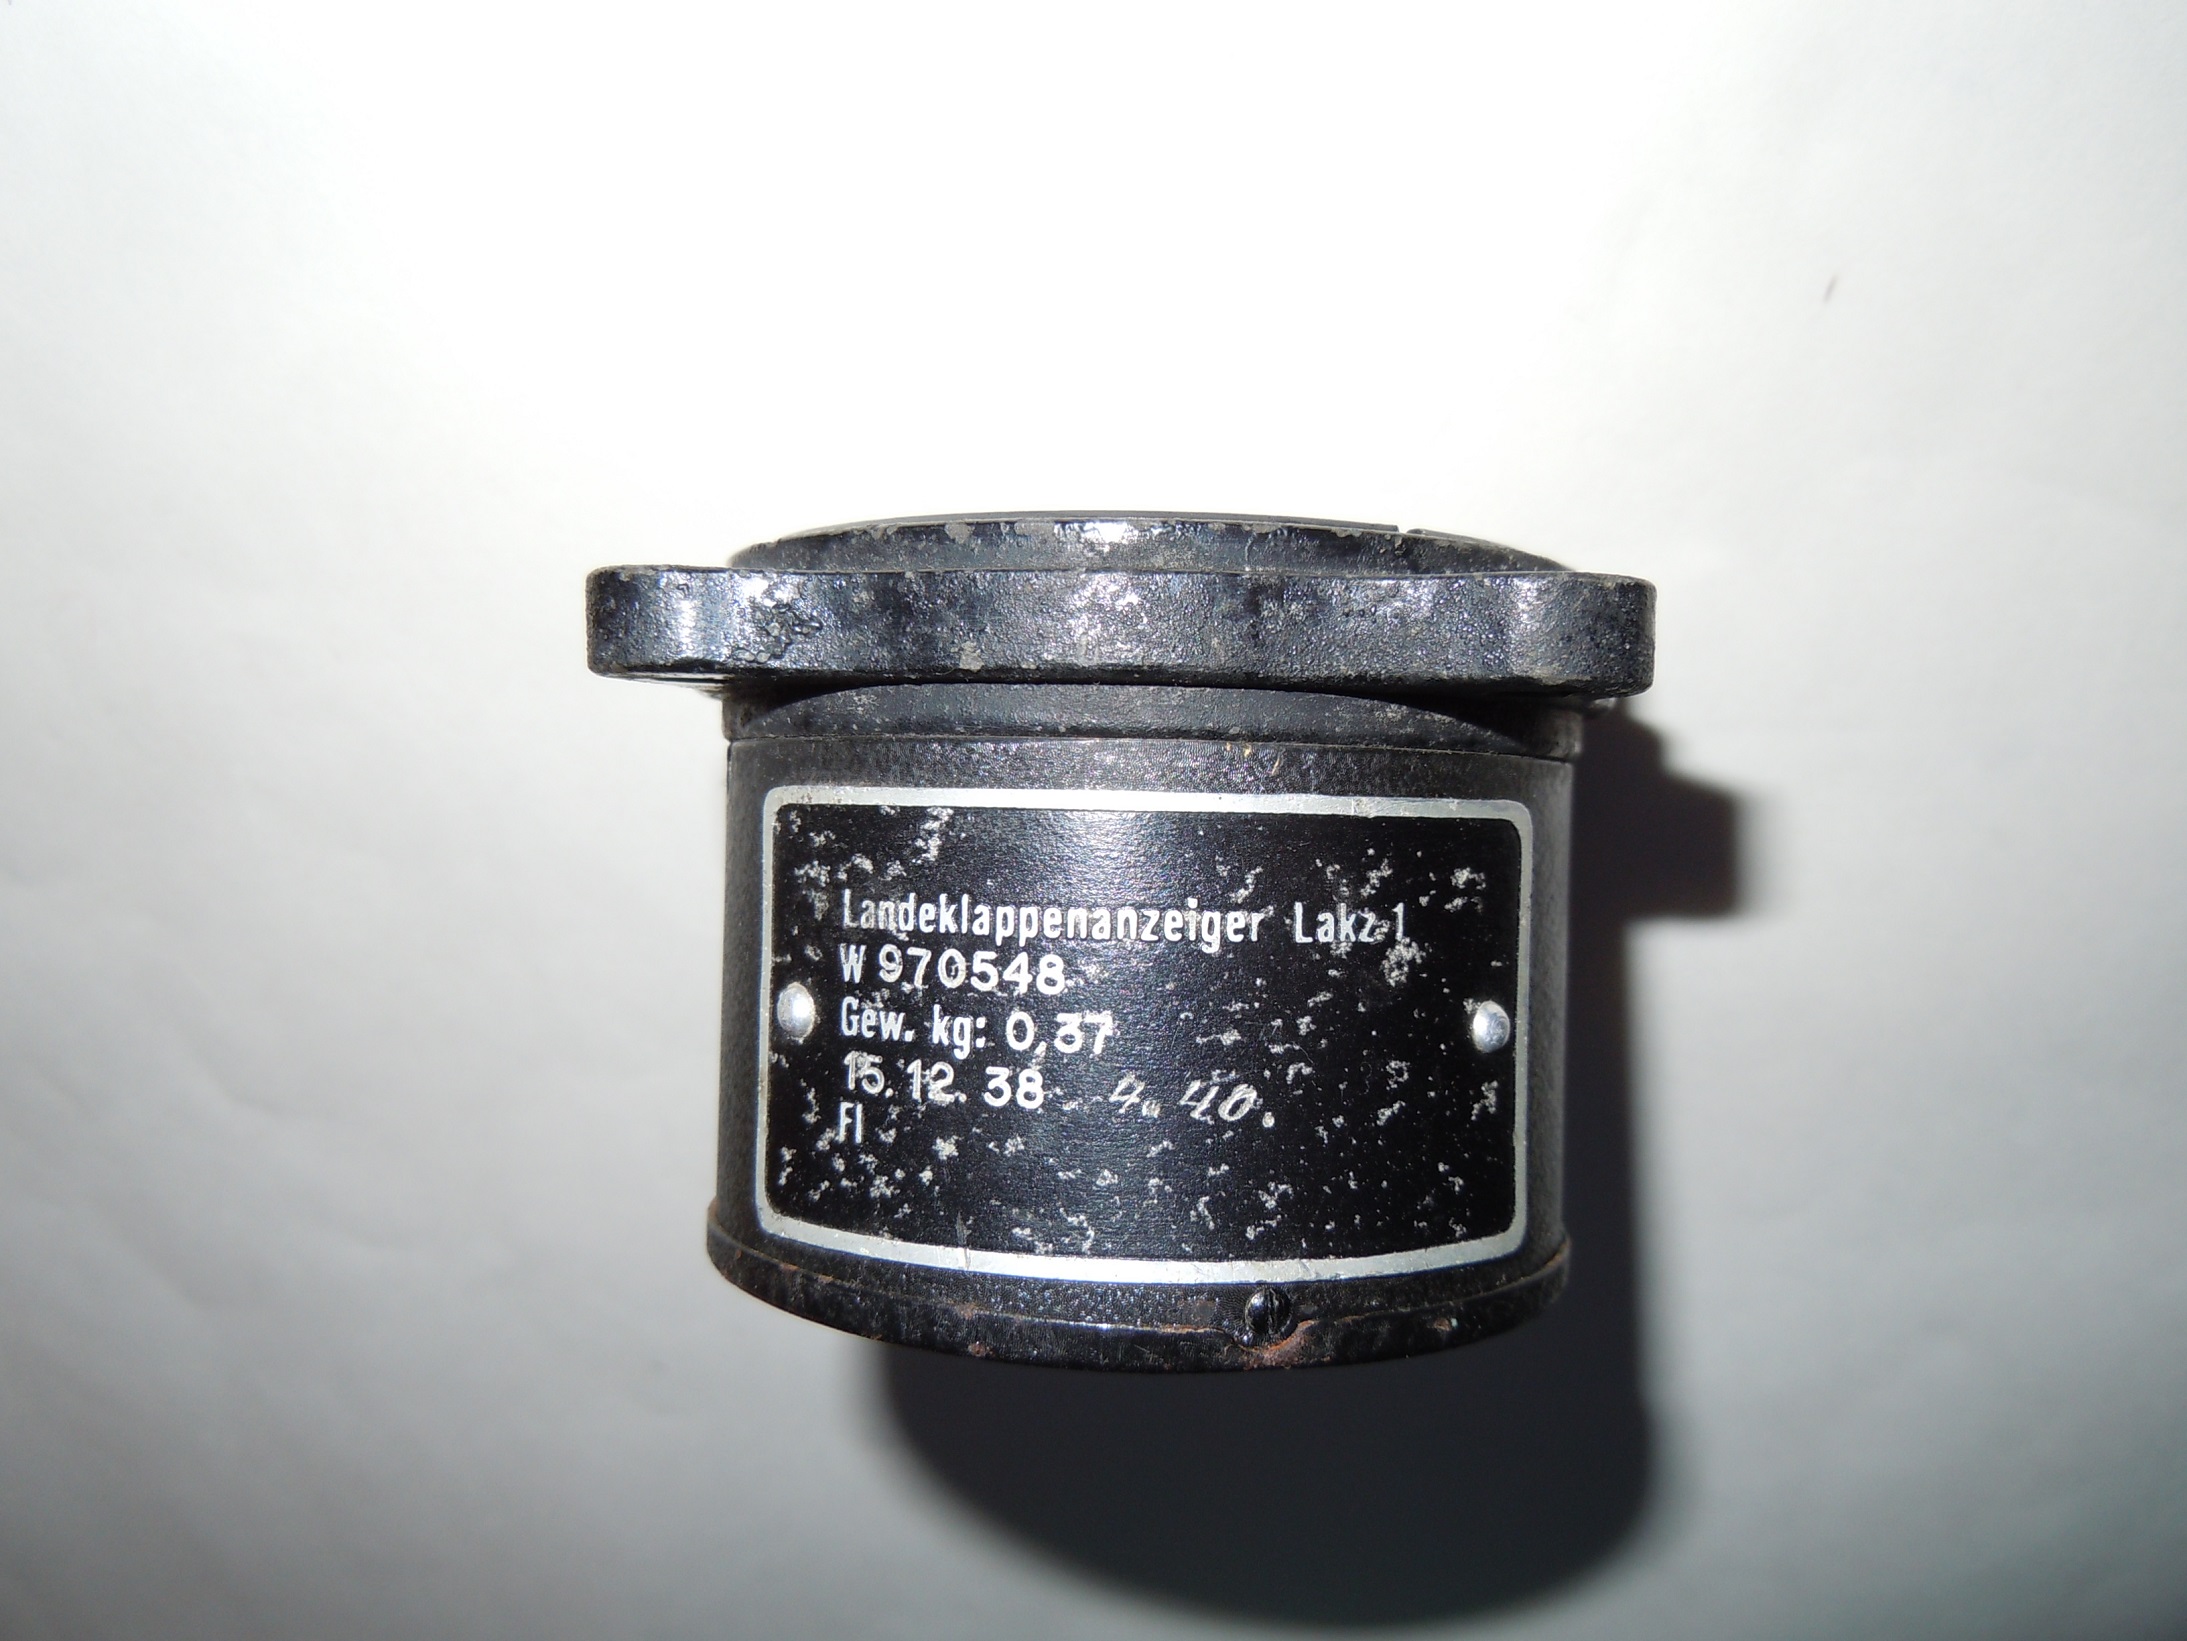 Landeklappenanzeiger Lakz 1
W 970548
Gew. kg: 0,37
15. 12. 38 4. 40.
Fl